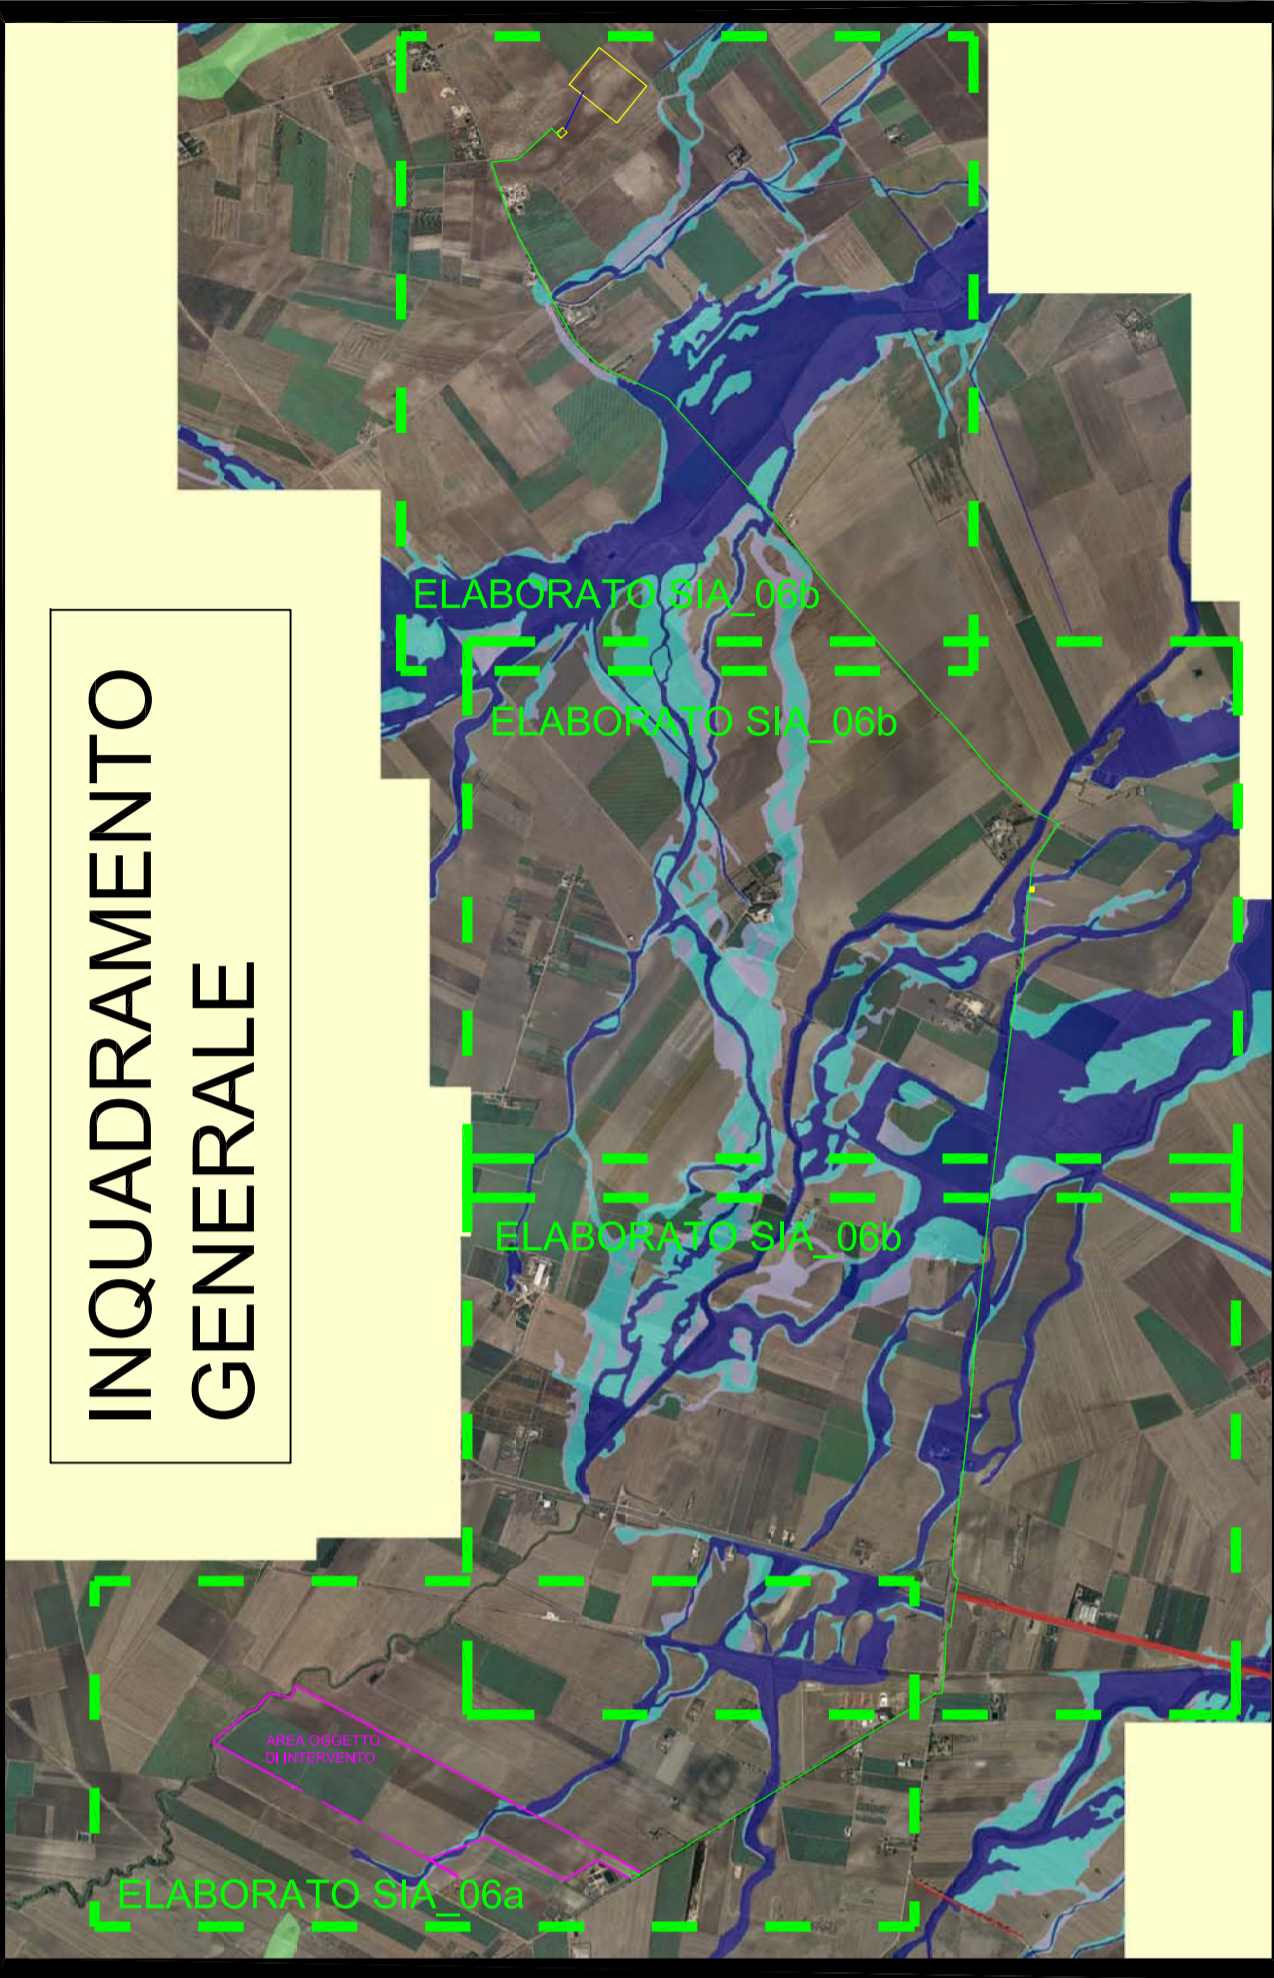 INQUADRAMENTO
GENERALE
ELABORATO SIA_06b
ELABORATO SIA_06b
ELABORATO SIA_06b
AREA OGGETTO
DI INTERVENTO
ELABORATO SIA_06a